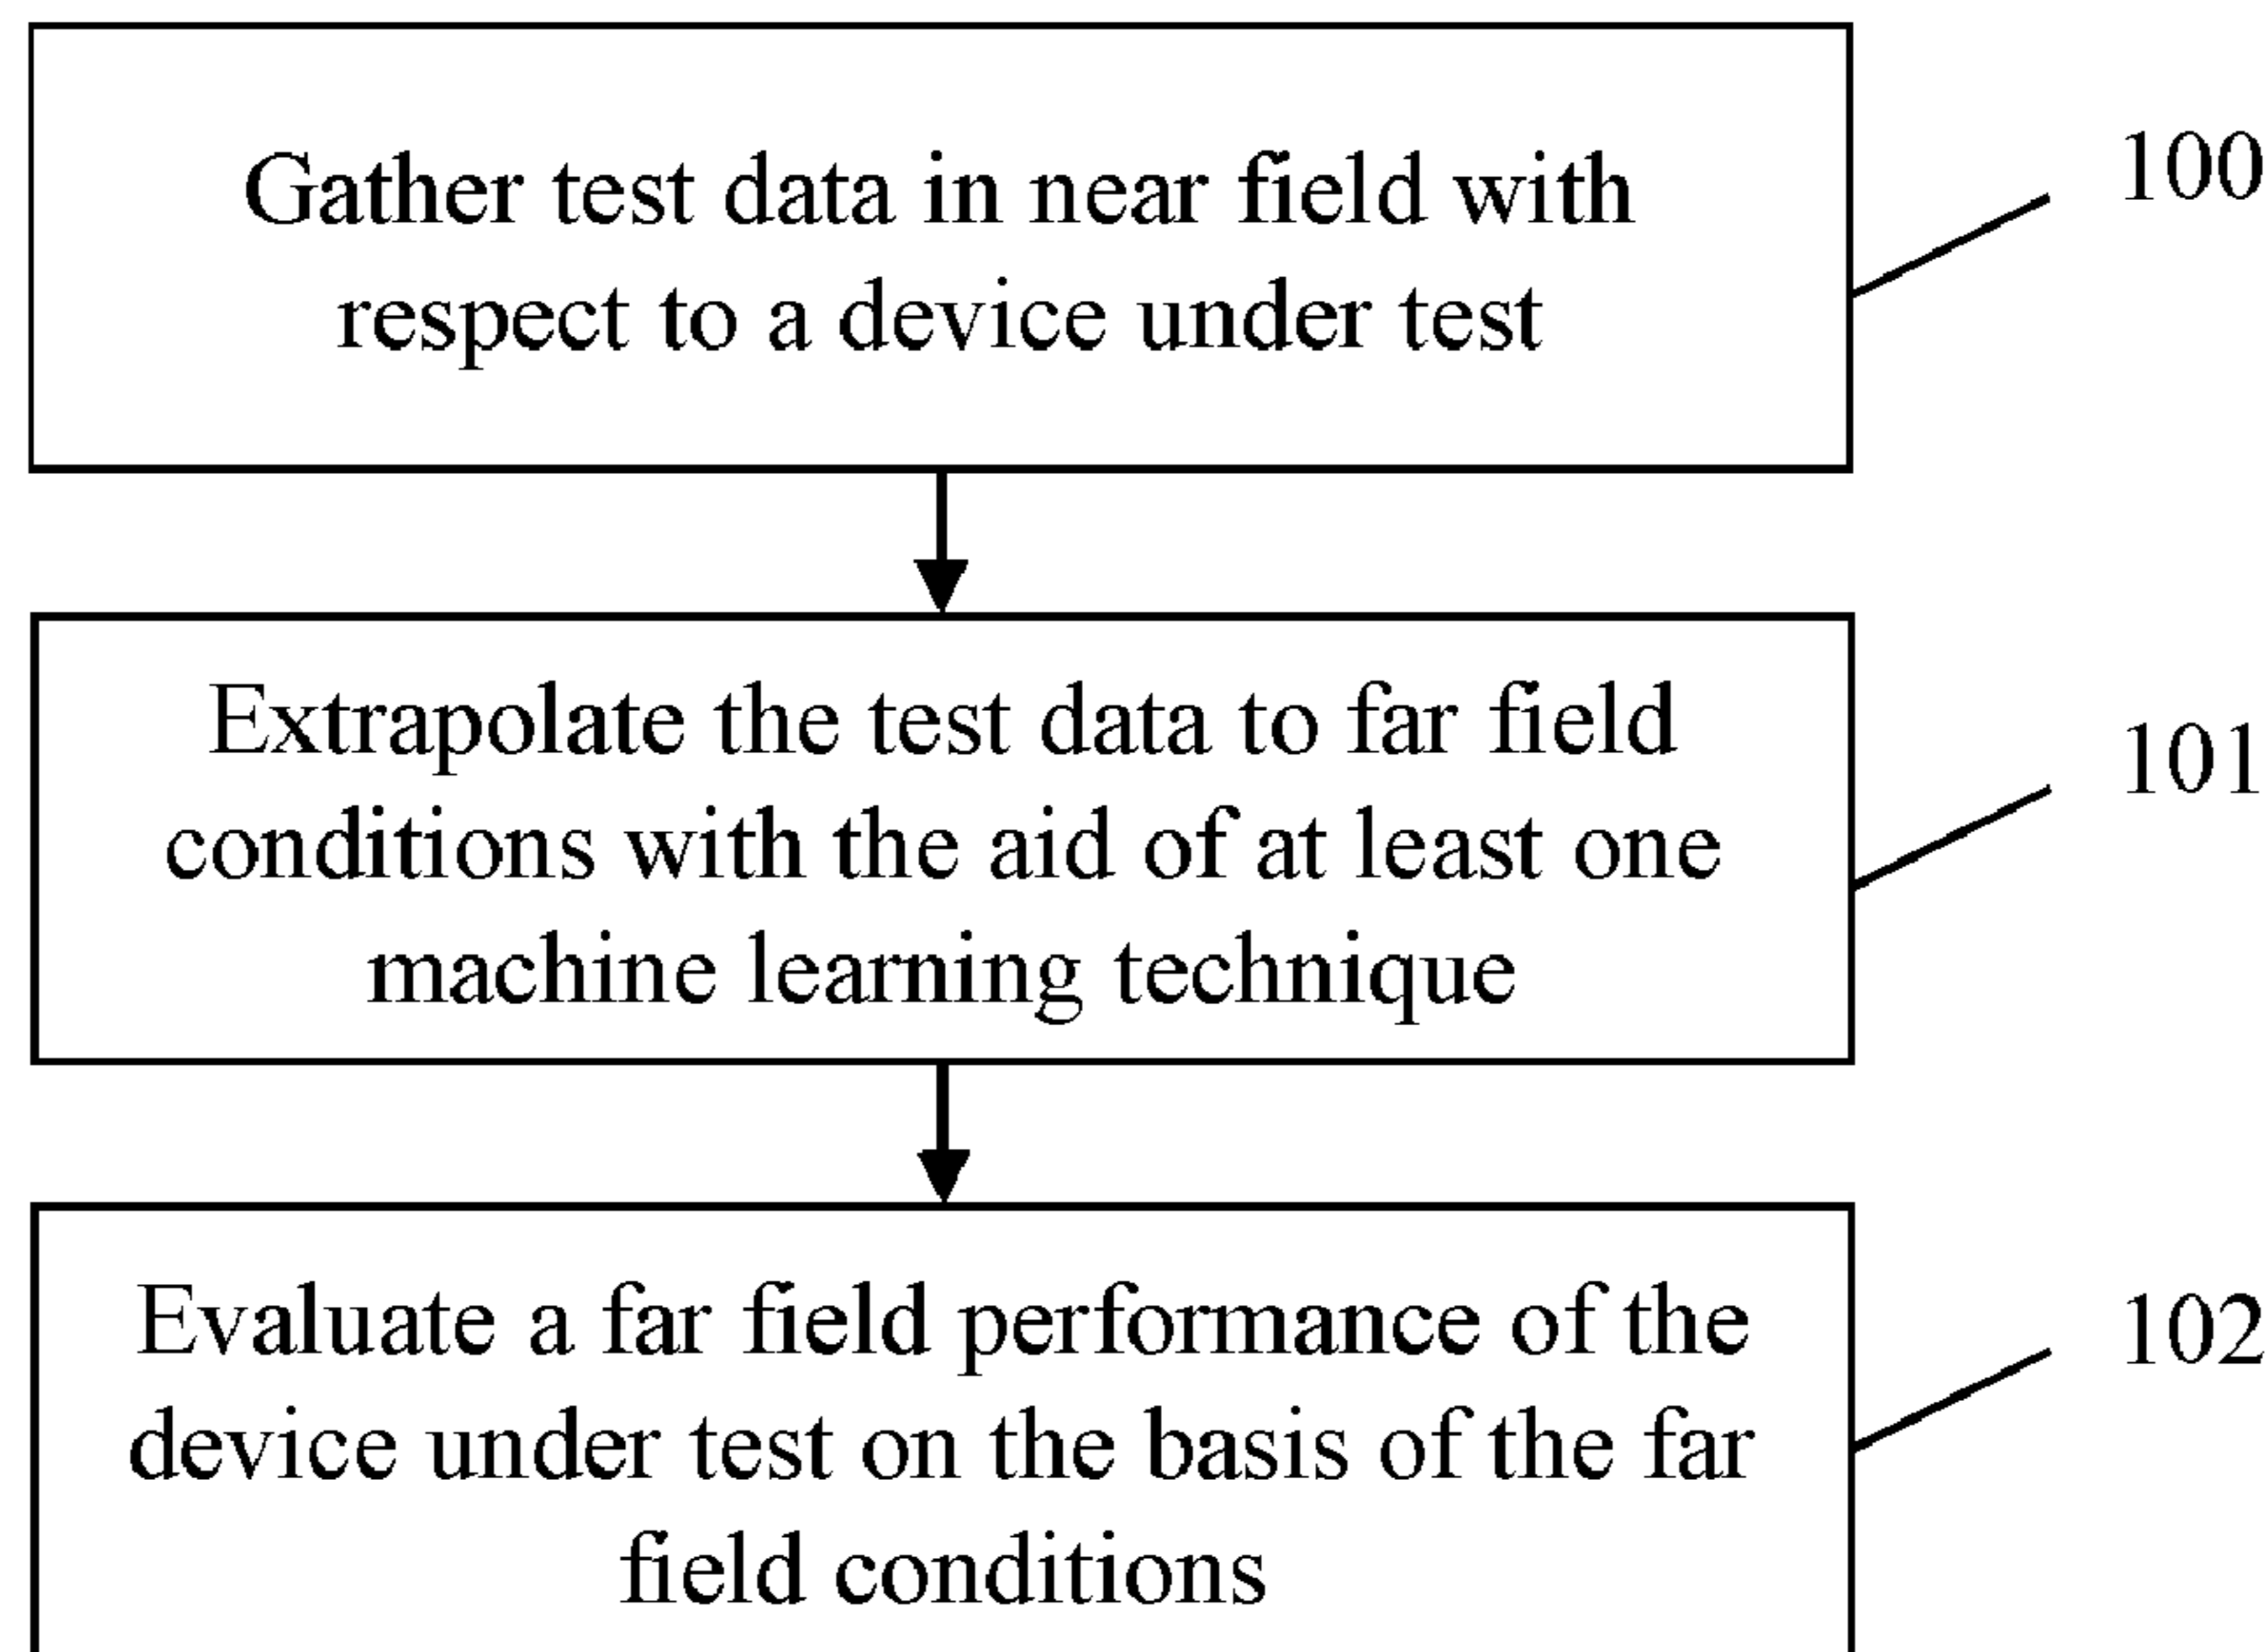 Gather test data in near field with
respect to a device under test
100
Extrapolate the test data to far field
conditions with the aid of at least one
machine learning technique
101
Evaluate a far field performance of the
device under test on the basis of the far
field conditions
102